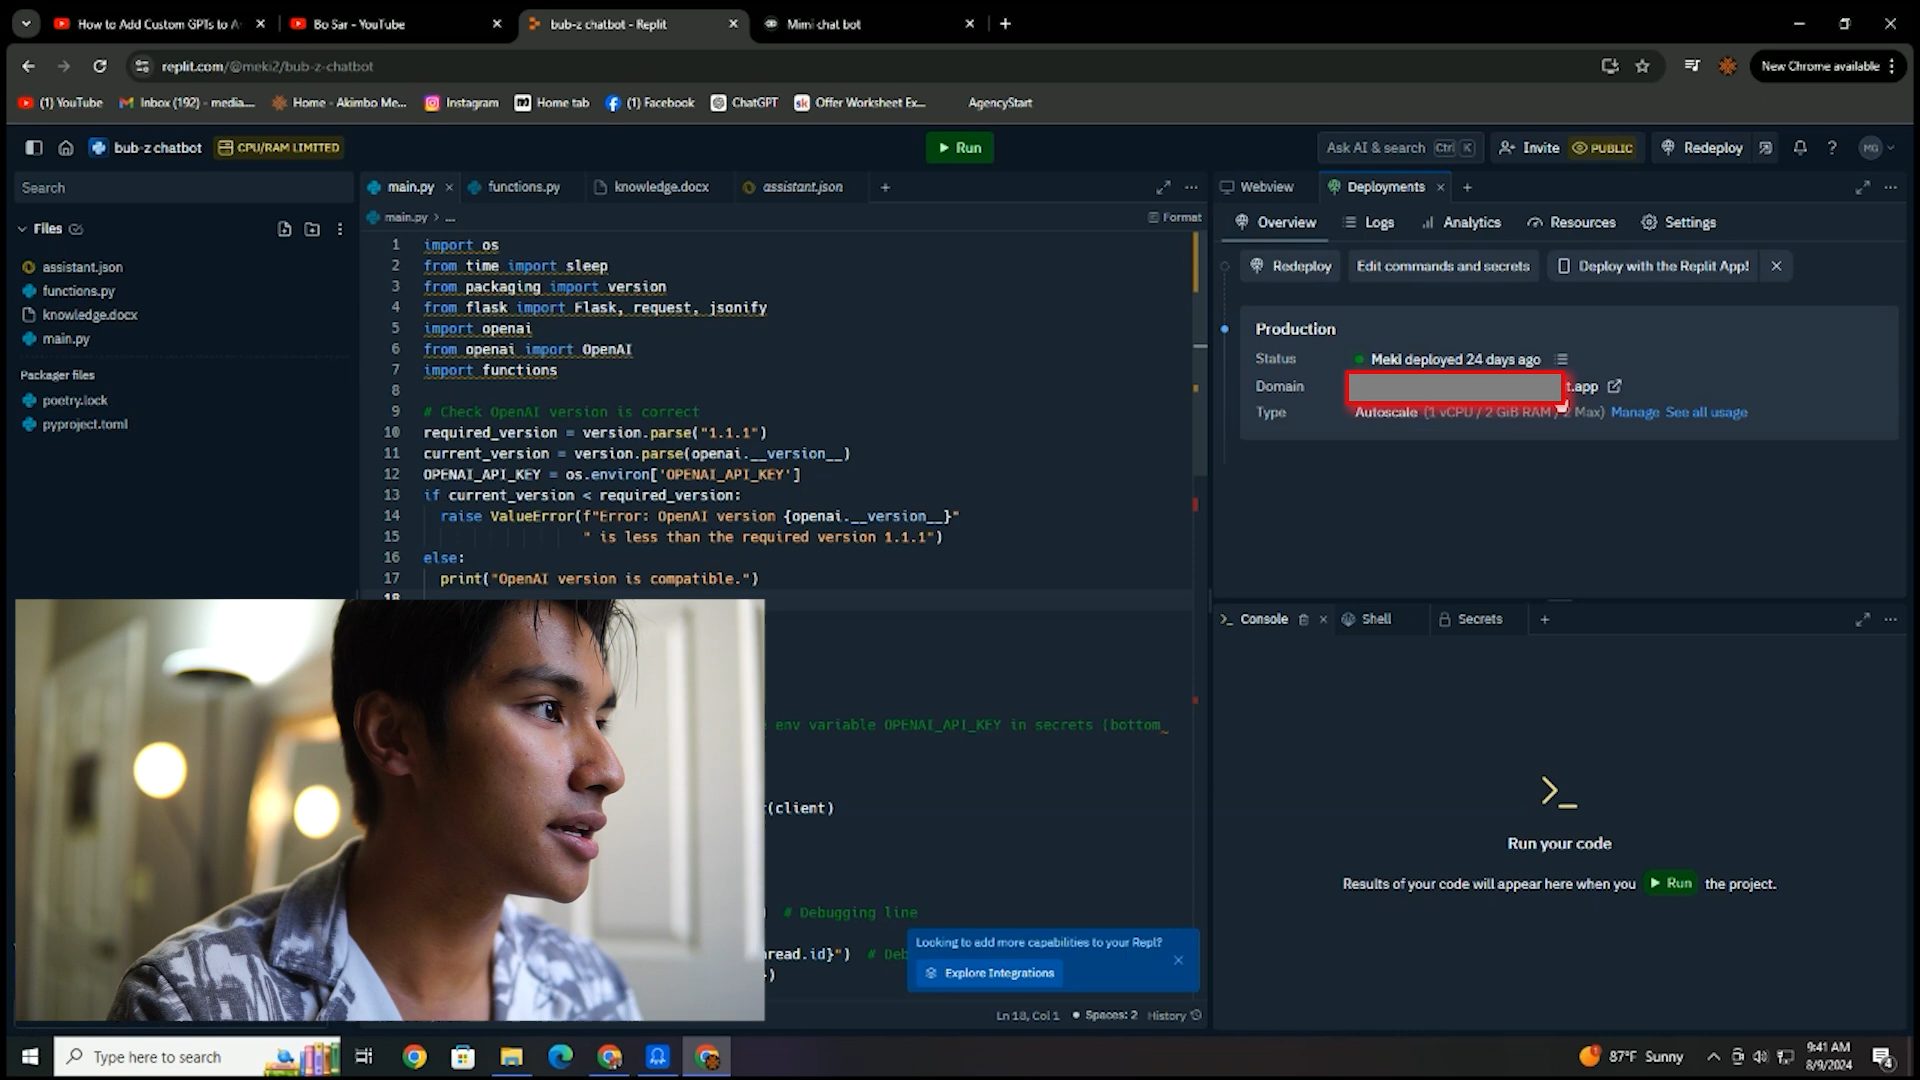 How to Add Custom GPTs to A
Bo Sar - YouTube
bub-z chatbot - Replit
Mimi chat bot
replit.com/@meki2/bub-z-chatbot
New Chrome available
(1) YouTube
Inbox (192) - media....
Home - Akimbo Me...
Instagram
Home tab
(1) Facebook
ChatGPT
Offer Worksheet Ex...
AgencyStart
bub-z chatbot
CPU/RAM LIMITED
Run
Ask AI & search Ctrl K
Invite
PUBLIC
Redeploy
MG
Search
main.py
functions.py
knowledge.docx
assistant.json
Webview
Deployments
main.py > ...
Format
Overview
Logs
Analytics
Resources
Settings
Files
assistant.json
functions.py
knowledge.docx
main.py
Packager files
poetry.lock
pyproject.toml
1 import os
2 from time import sleep
3 from packaging import version
4 from flask import Flask, request, jsonify
5 import openai
6 from openai import OpenAI
7 import functions
8
9 # Check OpenAI version is correct
10 required_version = version.parse("1.1.1")
11 current_version = version.parse(openai.__version__)
12 OPENAI_API_KEY = os.environ['OPENAI_API_KEY']
13 if current_version < required_version:
14 raise ValueError(f"Error: OpenAI version {openai.__version__}"
15 " is less than the required version 1.1.1")
16 else:
17 print("OpenAI version is compatible.")
18
env variable OPENAI_API_KEY in secrets (bottom
(client)
) # Debugging line
read.id}") # Deb
)
Looking to add more capabilities to your Repl?
Explore Integrations
Ln 18, Col 1
Spaces: 2
History
Redeploy
Edit commands and secrets
Deploy with the Replit App!
Production
Status
Meki deployed 24 days ago
Domain
t.app
Type
Autoscale (1 vCPU / 2 GiB RAM / 2 Max) Manage See all usage
Console
Shell
Secrets
Run your code
Results of your code will appear here when you Run the project.
Type here to search
87°F Sunny
9:41 AM
8/9/2024
4